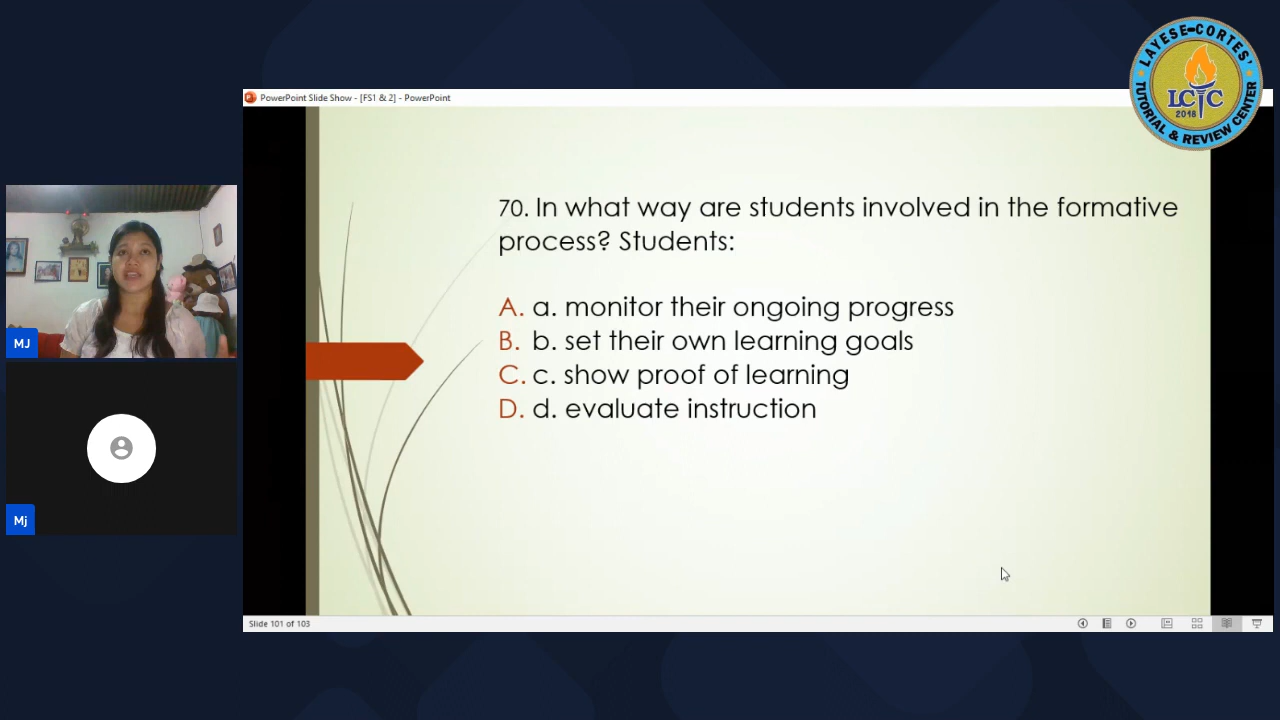 LAYESE-CORTES'
LCTC
2018
TUTORIAL & REVIEW CENTER
PowerPoint Slide Show - [FS1 & 2] - PowerPoint
70. In what way are students involved in the formative
process? Students:
A. a. monitor their ongoing progress
B. b. set their own learning goals
C. c. show proof of learning
D. d. evaluate instruction
MJ
Mj
Slide 101 of 103